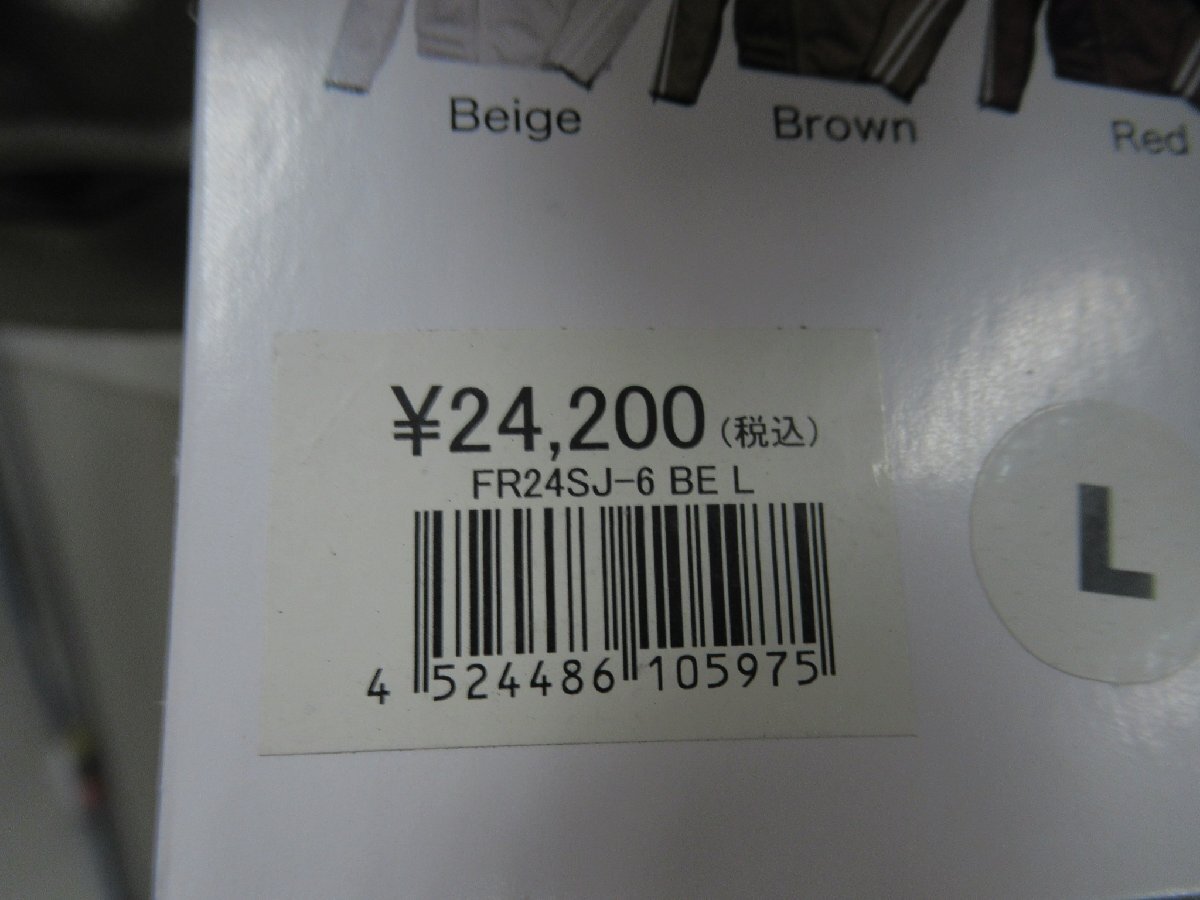 Beige Brown Red
¥24,200 (税込)
FR24SJ-6 BE L
L
4 524486 105975